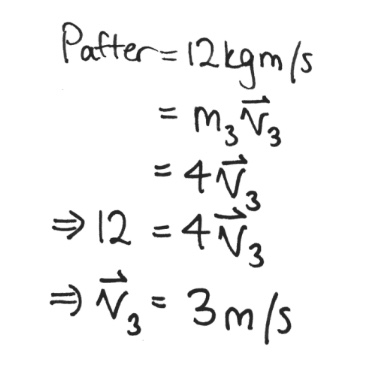 Pafter = 12kgm/s
= m₃v⃗₃
= 4v⃗₃
⇒ 12 = 4v⃗₃
⇒ v⃗₃ = 3m/s